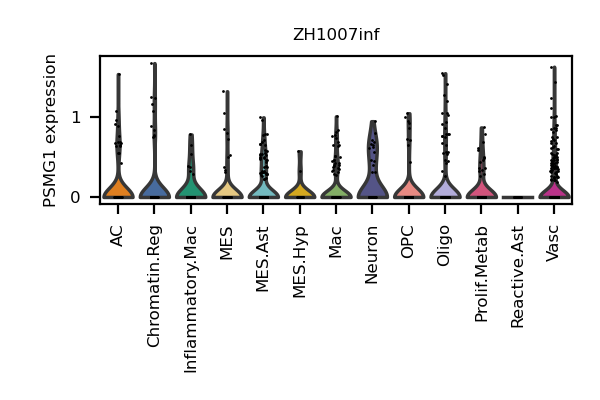 ZH1007inf
PSMG1 expression
1
0
AC
Chromatin.Reg
Inflammatory.Mac
MES
MES.Ast
MES.Hyp
Mac
Neuron
OPC
Oligo
Prolif.Metab
Reactive.Ast
Vasc